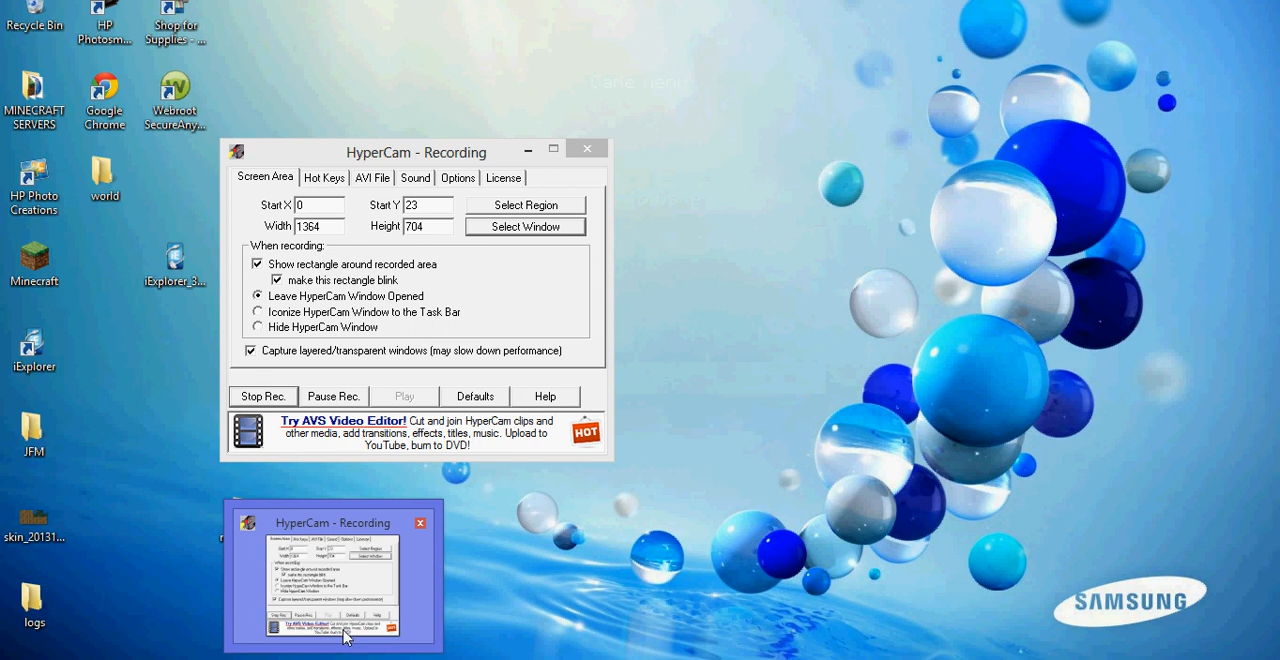 Recycle Bin
HP Photosm...
Shop for Supplies - ...
MINECRAFT SERVERS
Google Chrome
Webroot SecureAny...
HP Photo Creations
world
Minecraft
iExplorer_3...
iExplorer
JFM
skin_20131...
logs
HyperCam - Recording
Screen Area
Hot Keys
AVI File
Sound
Options
License
Start X 0
Start Y 23
Select Region
Width 1364
Height 704
Select Window
When recording:
Show rectangle around recorded area
make this rectangle blink
Leave HyperCam Window Opened
Iconize HyperCam Window to the Task Bar
Hide HyperCam Window
Capture layered/transparent windows (may slow down performance)
Stop Rec.
Pause Rec.
Play
Defaults
Help
Try AVS Video Editor! Cut and join HyperCam clips and
other media, add transitions, effects, titles, music. Upload to
YouTube, burn to DVD!
HOT
HyperCam - Recording
SAMSUNG